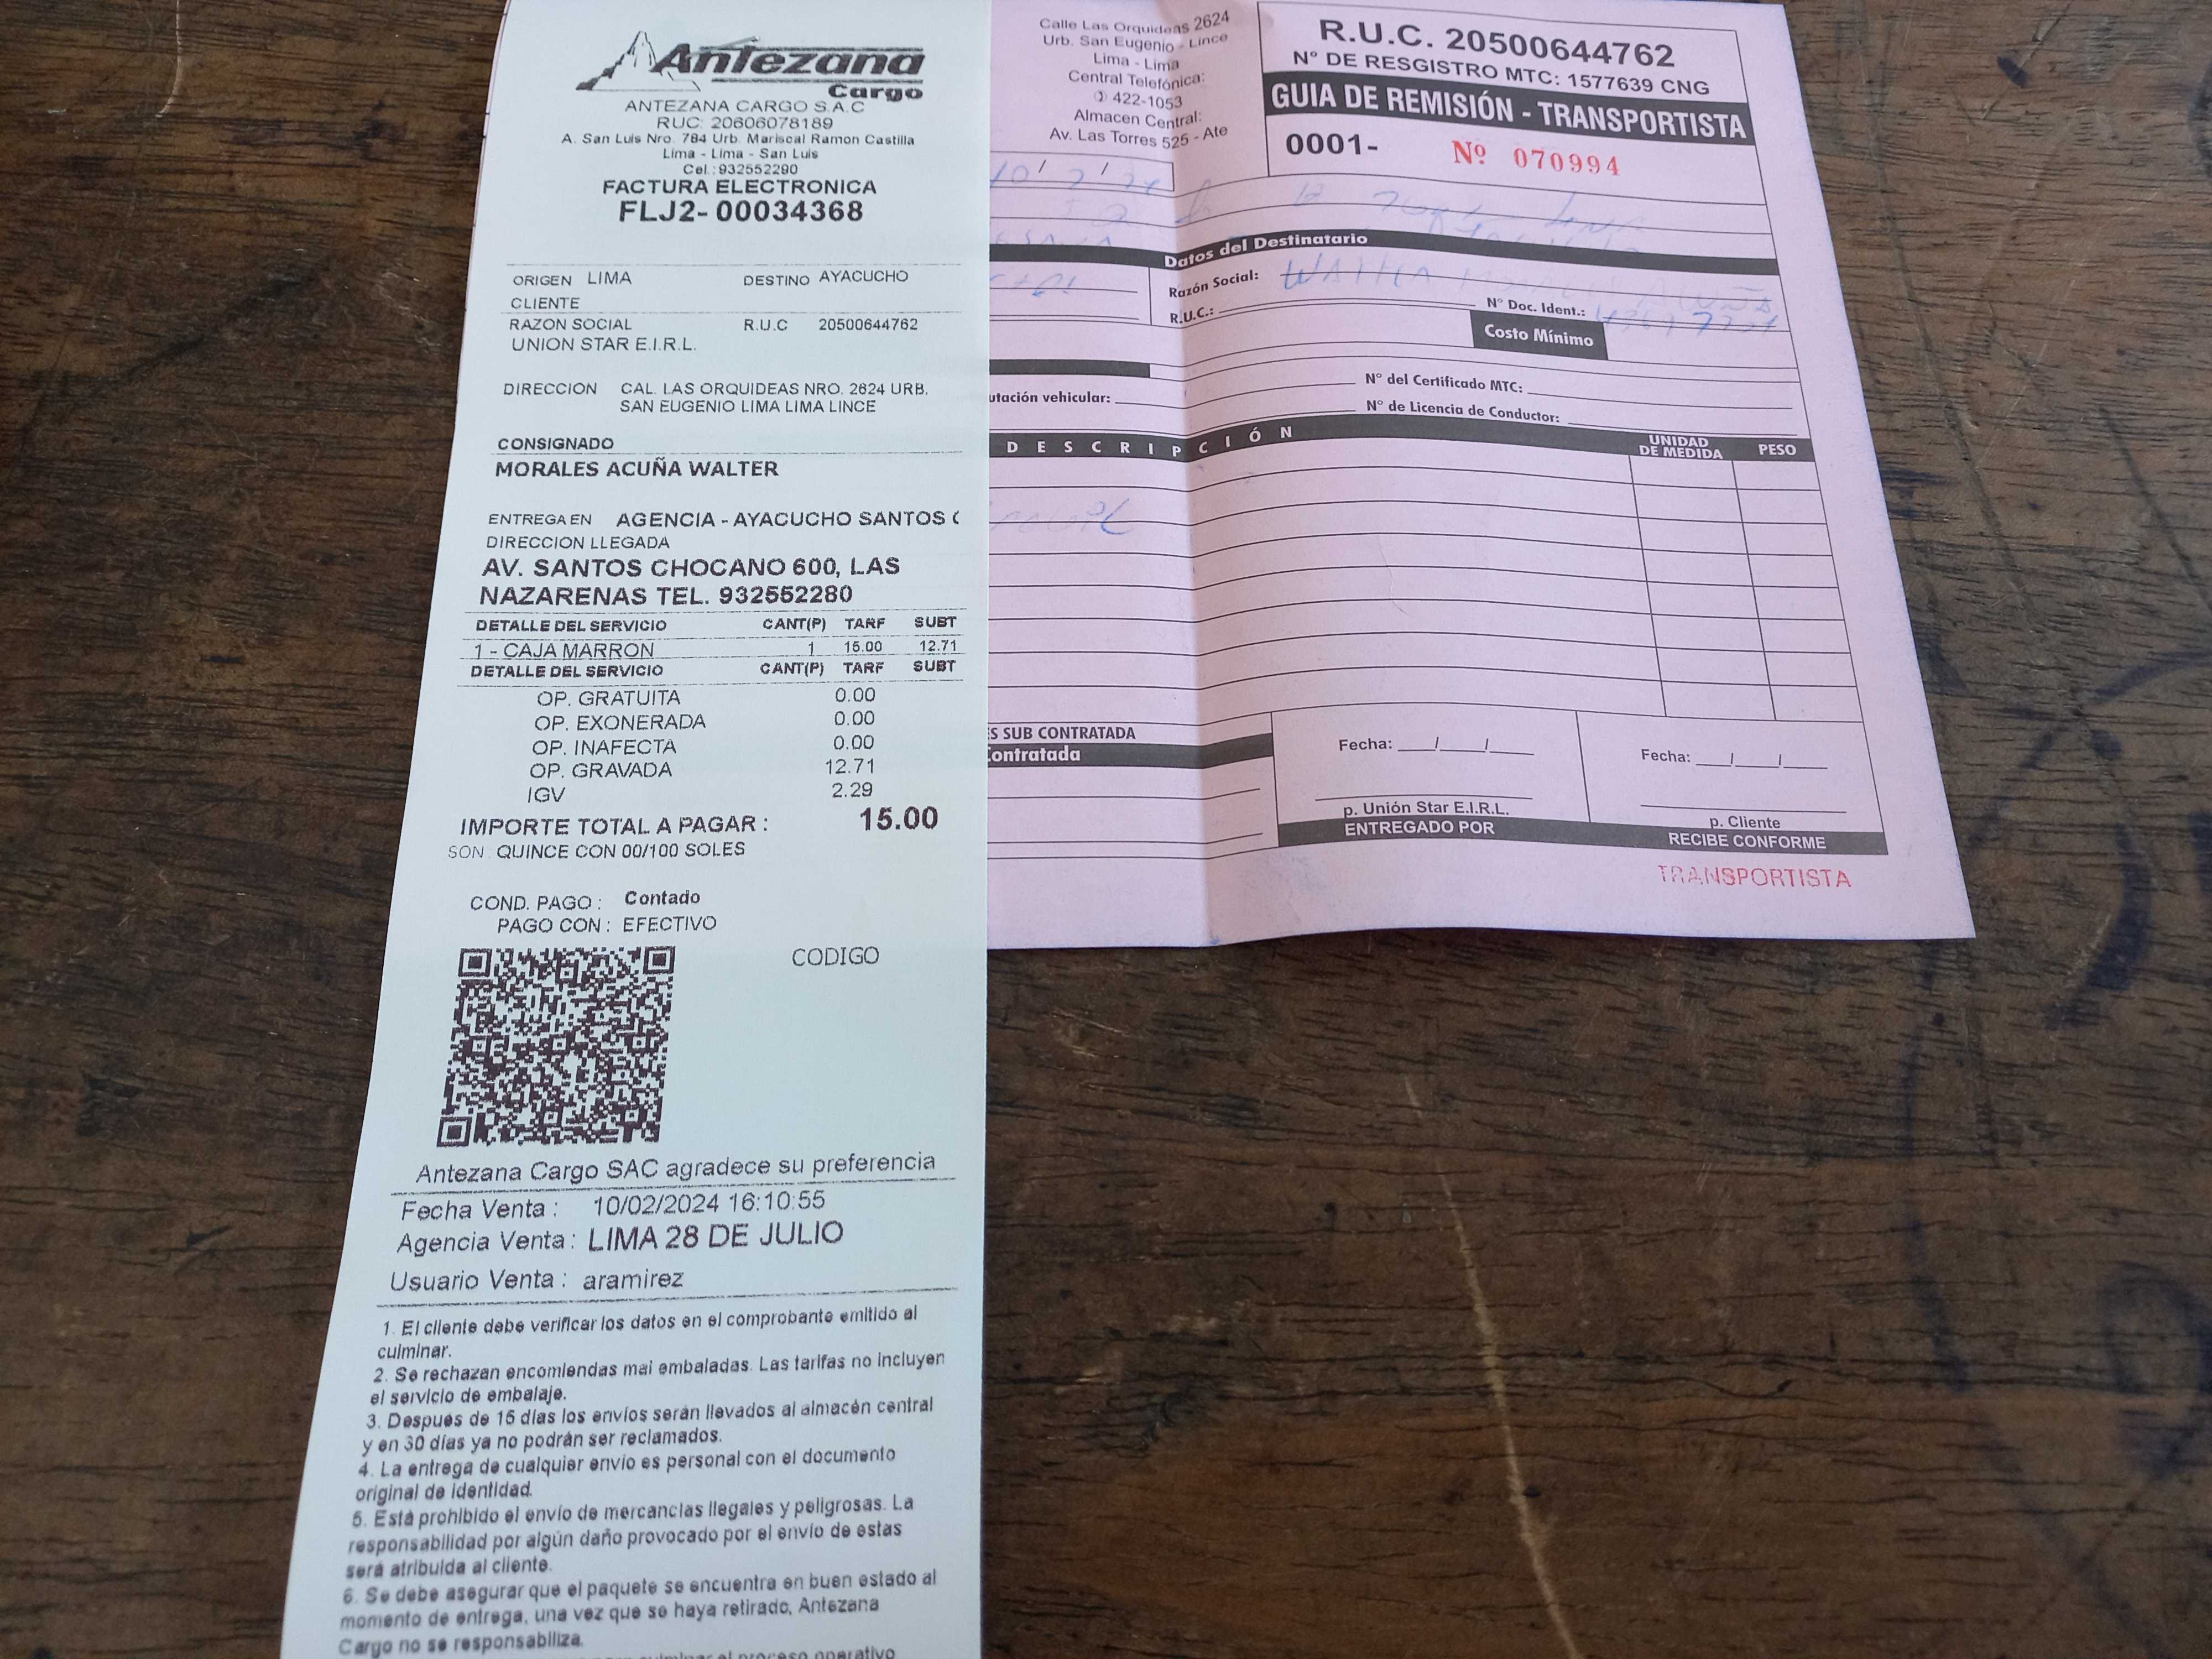 Antezana
Cargo
ANTEZANA CARGO S.A.C
RUC: 20606078189
A. San Luis Nro. 784 Urb. Mariscal Ramon Castilla
Lima - Lima - San Luis
Cel.:932552290
FACTURA ELECTRONICA
FLJ2- 00034368
ORIGEN LIMA DESTINO AYACUCHO
CLIENTE
RAZON SOCIAL R.U.C 20500644762
UNION STAR E.I.R.L.
DIRECCION CAL. LAS ORQUIDEAS NRO. 2624 URB.
SAN EUGENIO LIMA LIMA LINCE
CONSIGNADO
MORALES ACUÑA WALTER
ENTREGA EN AGENCIA - AYACUCHO SANTOS
DIRECCION LLEGADA
AV. SANTOS CHOCANO 600, LAS
NAZARENAS TEL. 932552280
DETALLE DEL SERVICIO CANT(P) TARF SUBT
1 - CAJA MARRON 1 15.00 12.71
DETALLE DEL SERVICIO CANT(P) TARF SUBT
OP. GRATUITA 0.00
OP. EXONERADA 0.00
OP. INAFECTA 0.00
OP. GRAVADA 12.71
IGV 2.29
IMPORTE TOTAL A PAGAR : 15.00
SON : QUINCE CON 00/100 SOLES
COND. PAGO : Contado
PAGO CON : EFECTIVO
CODIGO
Antezana Cargo SAC agradece su preferencia
Fecha Venta : 10/02/2024 16:10:55
Agencia Venta : LIMA 28 DE JULIO
Usuario Venta : aramirez
1. El cliente debe verificar los datos en el comprobante emitido al
culminar.
2. Se rechazan encomiendas mal embaladas. Las tarifas no incluyen
el servicio de embalaje.
3. Después de 15 días los envíos serán llevados al almacén central
y en 30 días ya no podrán ser reclamados.
4. La entrega de cualquier envio es personal con el documento
original de identidad.
5. Está prohibido el envío de mercancías ilegales y peligrosas. La
responsabilidad por algún daño provocado por el envío de estas
será atribuida al cliente.
6. Se debe asegurar que el paquete se encuentra en buen estado al
momento de entrega, una vez que se haya retirado, Antezana
Cargo no se responsabiliza.
el proceso operativo
Calle Las Orquideas 2624
Urb. San Eugenio - Lince
Lima - Lima
Central Telefónica:
422-1053
Almacen Central:
Av. Las Torres 525 - Ate
R.U.C. 20500644762
N° DE RESGISTRO MTC: 1577639 CNG
GUIA DE REMISIÓN - TRANSPORTISTA
0001- Nº 070994
Datos del Destinatario
Razón Social:
R.U.C.: N° Doc. Ident.:
Costo Mínimo
utación vehicular: N° del Certificado MTC:
N° de Licencia de Conductor:
DESCRIPCIÓN UNIDAD DE MEDIDA PESO
S SUB CONTRATADA
Contratada
Fecha: ___/___/___ Fecha: ___/___/___
p. Unión Star E.I.R.L. p. Cliente
ENTREGADO POR RECIBE CONFORME
TRANSPORTISTA